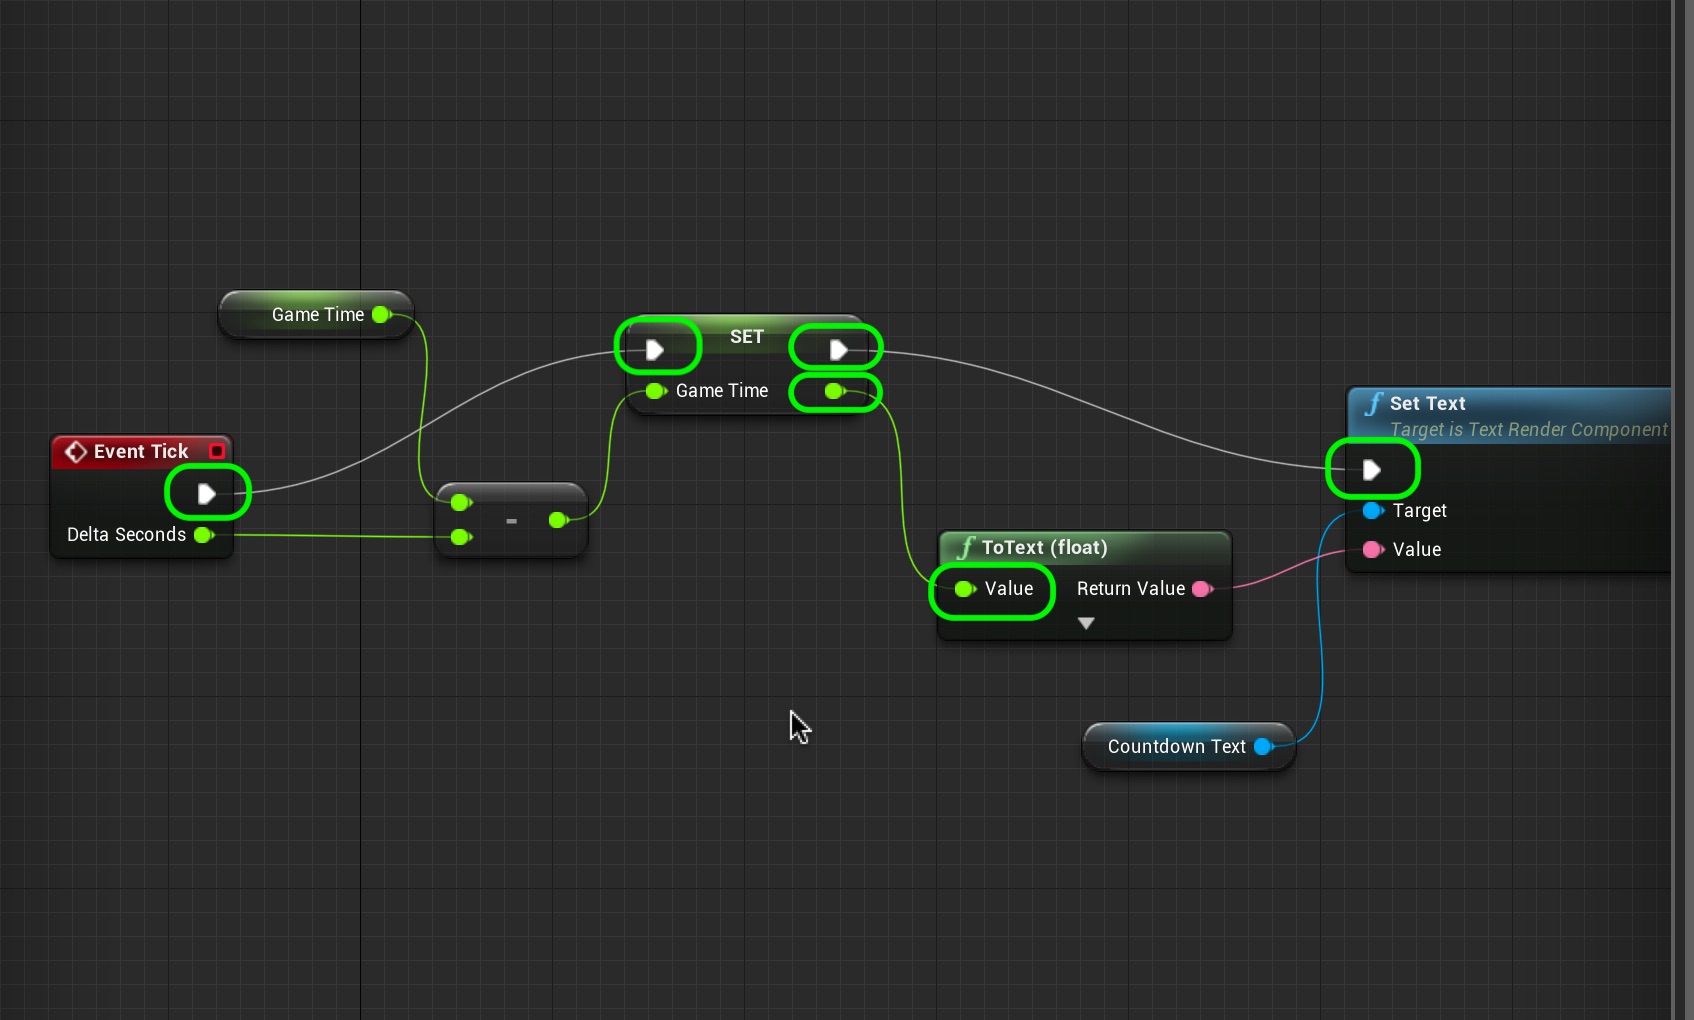 Game Time
SET
Game Time
Event Tick
Delta Seconds
-
Set Text
Target is Text Render Component
Target
Value
ƒ ToText (float)
Value
Return Value
Countdown Text